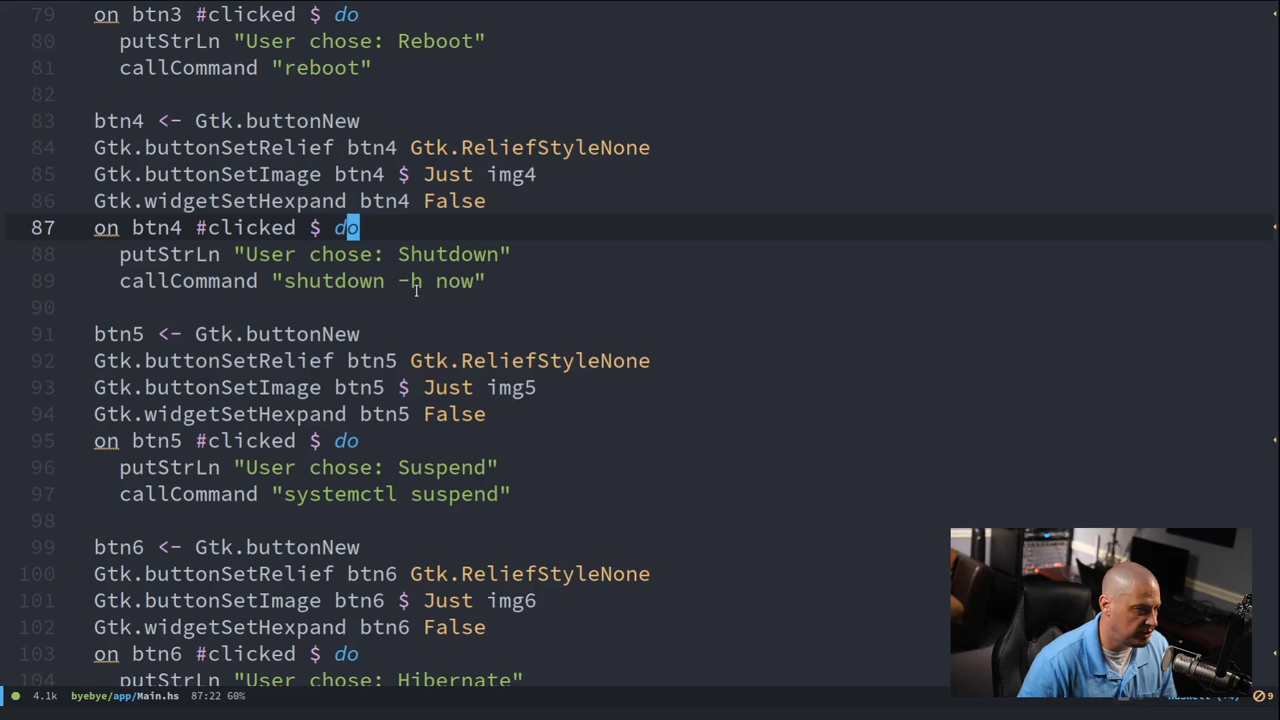 79 on btn3 #clicked $ do
80 putStrLn "User chose: Reboot"
81 callCommand "reboot"
82
83 btn4 <- Gtk.buttonNew
84 Gtk.buttonSetRelief btn4 Gtk.ReliefStyleNone
85 Gtk.buttonSetImage btn4 $ Just img4
86 Gtk.widgetSetHexpand btn4 False
87 on btn4 #clicked $ do
88 putStrLn "User chose: Shutdown"
89 callCommand "shutdown -h now"
90
91 btn5 <- Gtk.buttonNew
92 Gtk.buttonSetRelief btn5 Gtk.ReliefStyleNone
93 Gtk.buttonSetImage btn5 $ Just img5
94 Gtk.widgetSetHexpand btn5 False
95 on btn5 #clicked $ do
96 putStrLn "User chose: Suspend"
97 callCommand "systemctl suspend"
98
99 btn6 <- Gtk.buttonNew
100 Gtk.buttonSetRelief btn6 Gtk.ReliefStyleNone
101 Gtk.buttonSetImage btn6 $ Just img6
102 Gtk.widgetSetHexpand btn6 False
103 on btn6 #clicked $ do
104 putStrLn "User chose: Hibernate"
4.1k byebye/app/Main.hs 87:22 60% 9